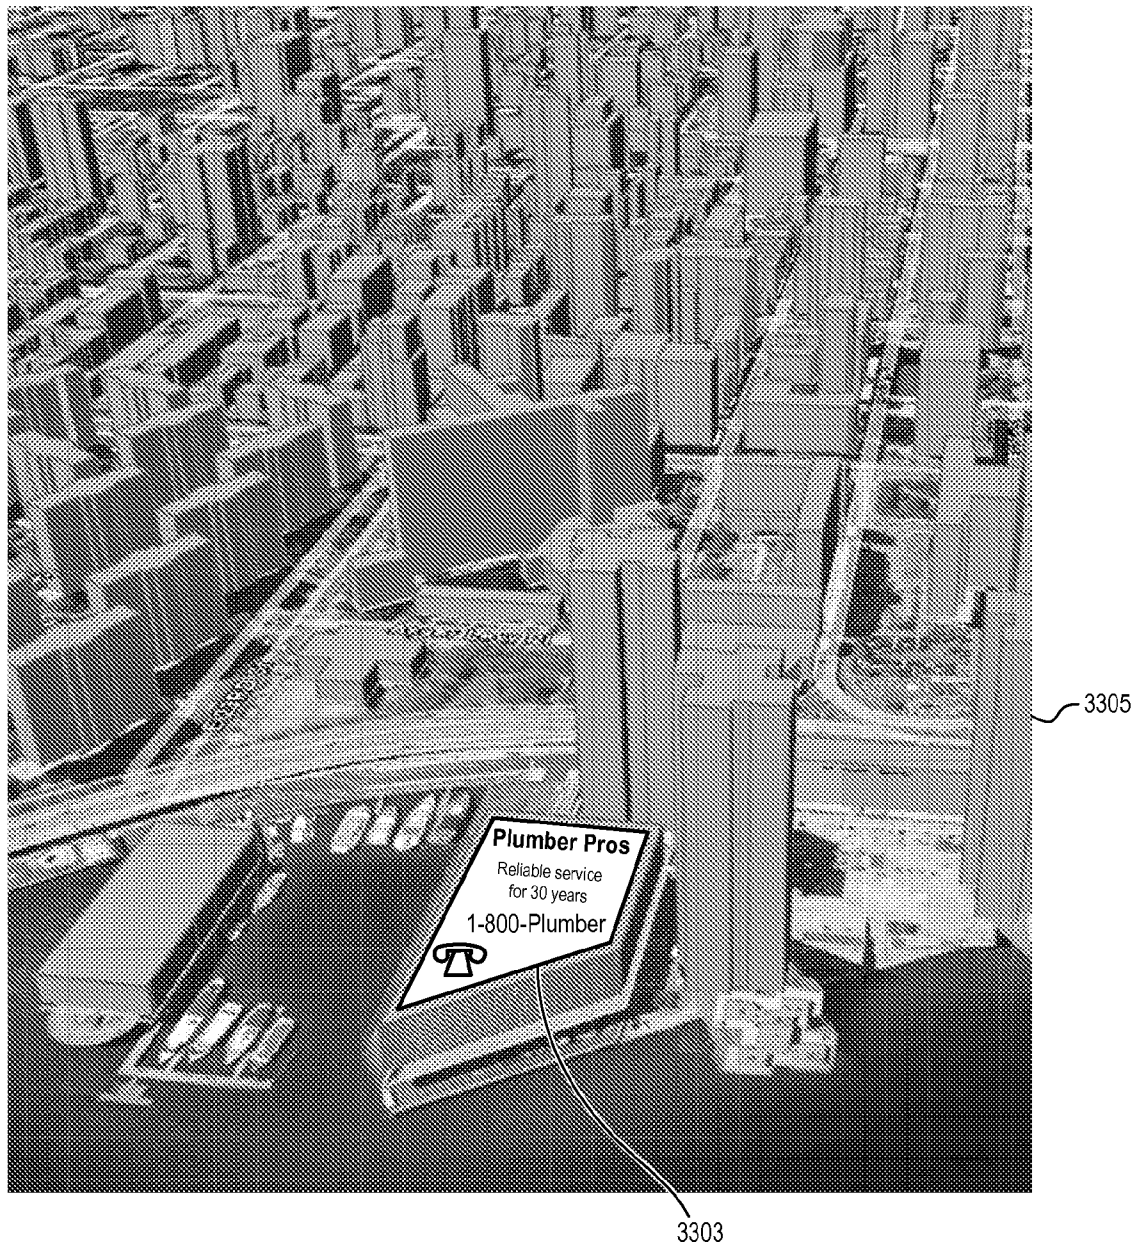 Plumber Pros
Reliable service
for 30 years
1-800-Plumber
3305
3303